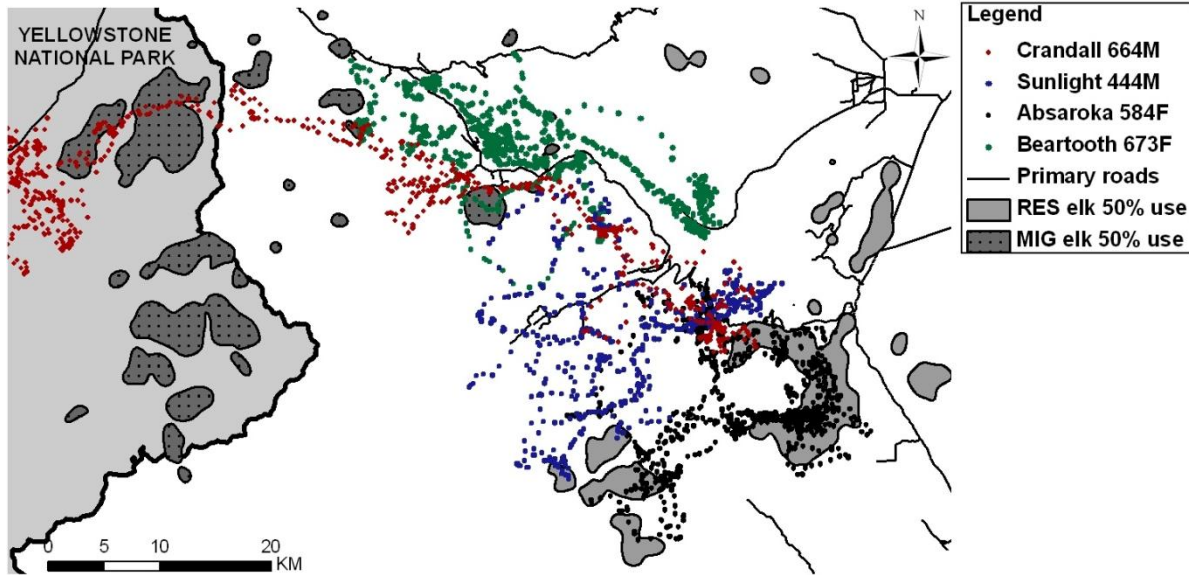 YELLOWSTONE
NATIONAL PARK
N
Legend
Crandall 664M
Sunlight 444M
Absaroka 584F
Beartooth 673F
Primary roads
RES elk 50% use
MIG elk 50% use
0 5 10 20
KM